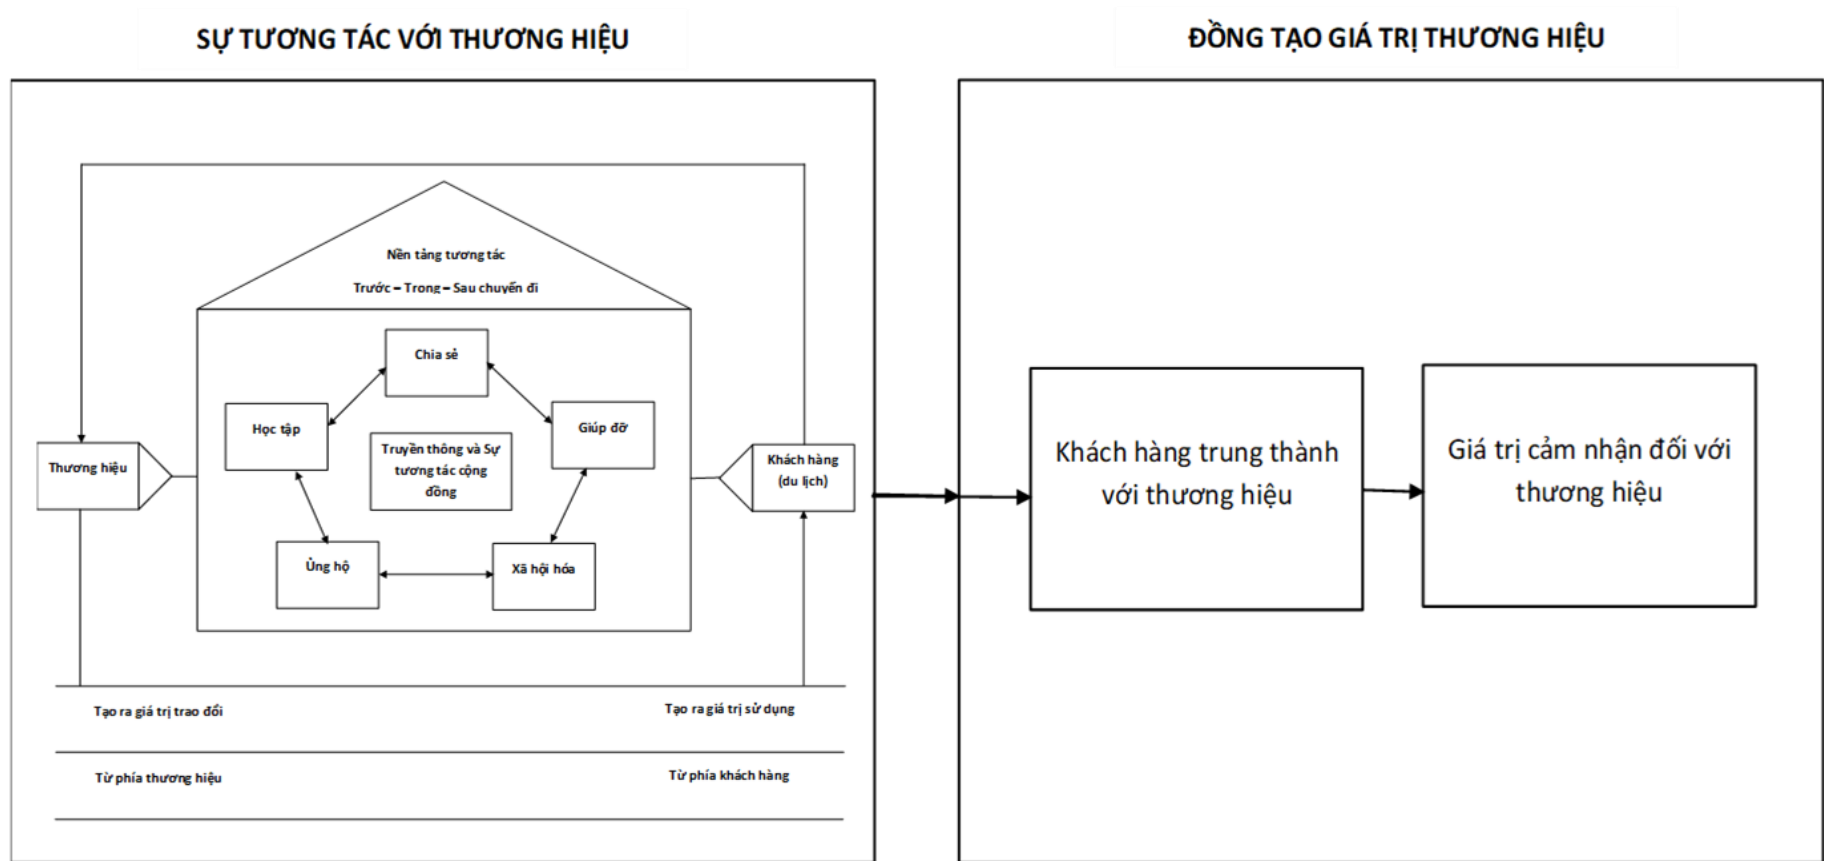 SỰ TƯƠNG TÁC VỚI THƯƠNG HIỆU
ĐỒNG TẠO GIÁ TRỊ THƯƠNG HIỆU
Nền tảng tương tác
Trước – Trong – Sau chuyến đi
Chia sẻ
Học tập
Giúp đỡ
Truyền thông và Sự
tương tác cộng
đồng
Thương hiệu
Khách hàng
(du lịch)
Ủng hộ
Xã hội hóa
Tạo ra giá trị trao đổi
Tạo ra giá trị sử dụng
Từ phía thương hiệu
Từ phía khách hàng
Khách hàng trung thành
với thương hiệu
Giá trị cảm nhận đối với
thương hiệu